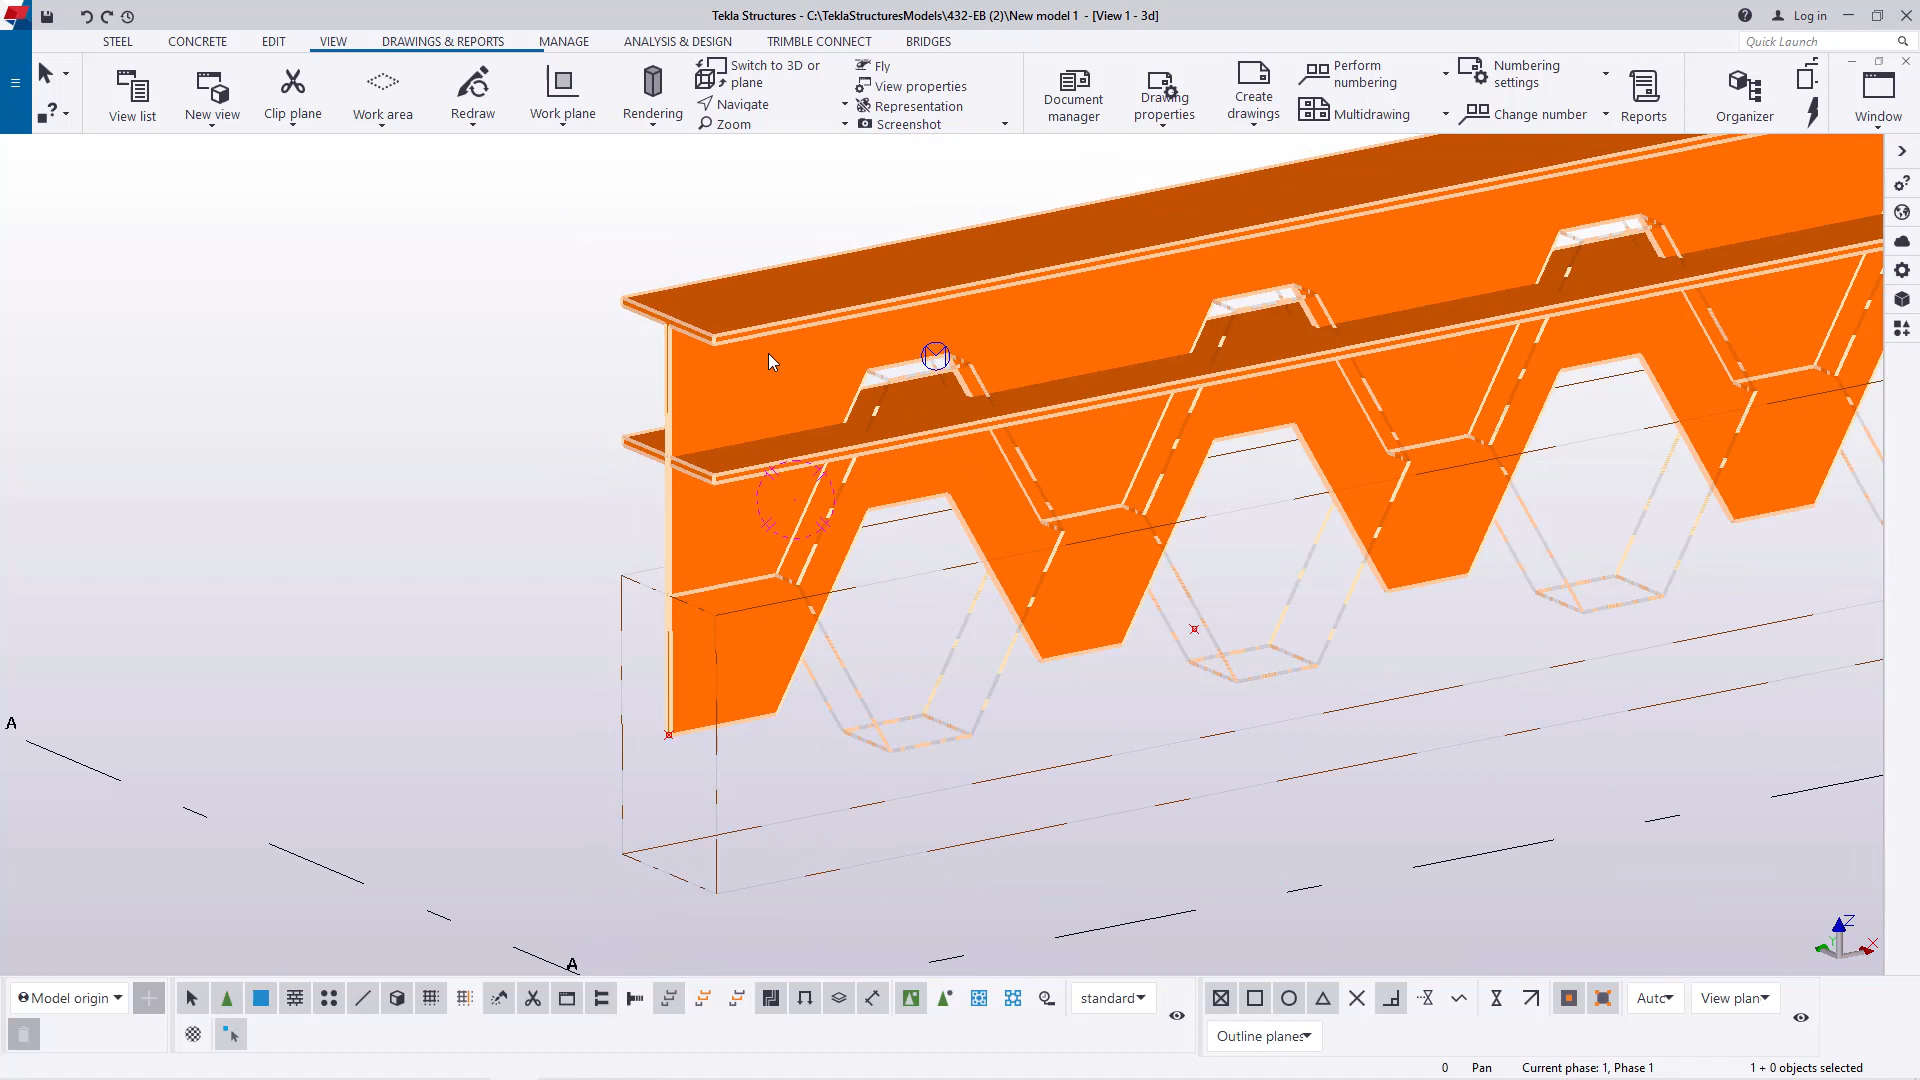 Tekla Structures - C:\TeklaStructuresModels\432-EB (2)\New model 1 - [View 1 - 3d]
Log in
STEEL CONCRETE EDIT VIEW DRAWINGS & REPORTS MANAGE ANALYSIS & DESIGN TRIMBLE CONNECT BRIDGES
Quick Launch
View list
New view
Clip plane
Work area
Redraw
Work plane
Rendering
Switch to 3D or
plane
Navigate
Zoom
Fly
View properties
Representation
Screenshot
Document
manager
Drawing
properties
Create
drawings
Perform
numbering
Multidrawing
Numbering
settings
Change number
Reports
Organizer
Window
A
A
Z
Y
X
Model origin
standard
Auto
View plan
Outline planes
0 Pan Current phase: 1, Phase 1 1 + 0 objects selected